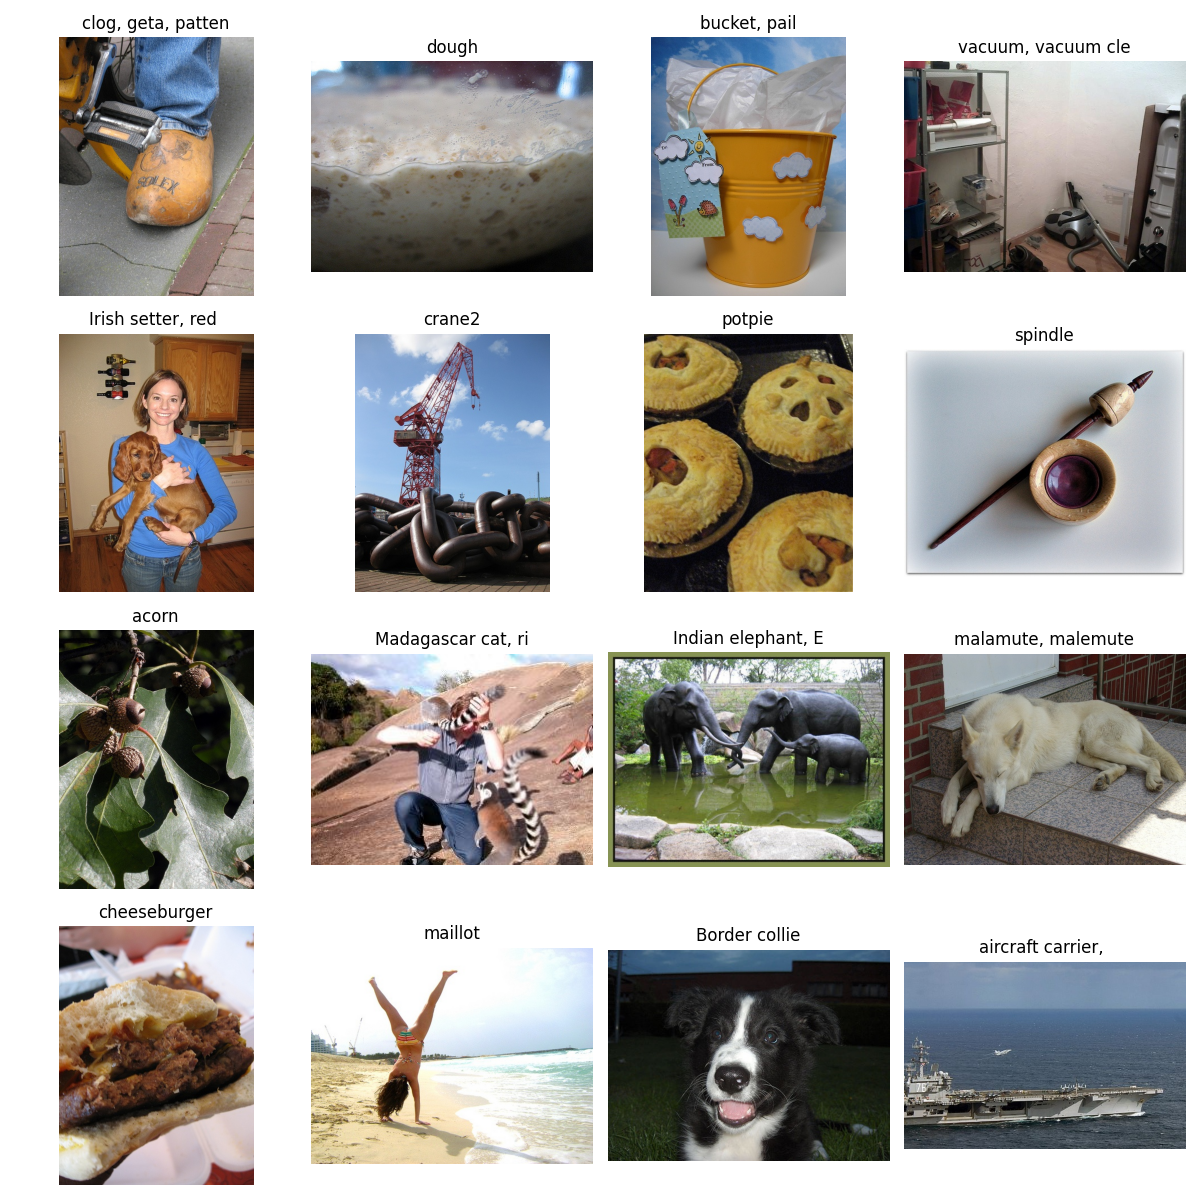 clog, geta, patten
dough
bucket, pail
vacuum, vacuum cle
Irish setter, red
crane2
potpie
spindle
acorn
Madagascar cat, ri
Indian elephant, E
malamute, malemute
cheeseburger
maillot
Border collie
aircraft carrier,
76